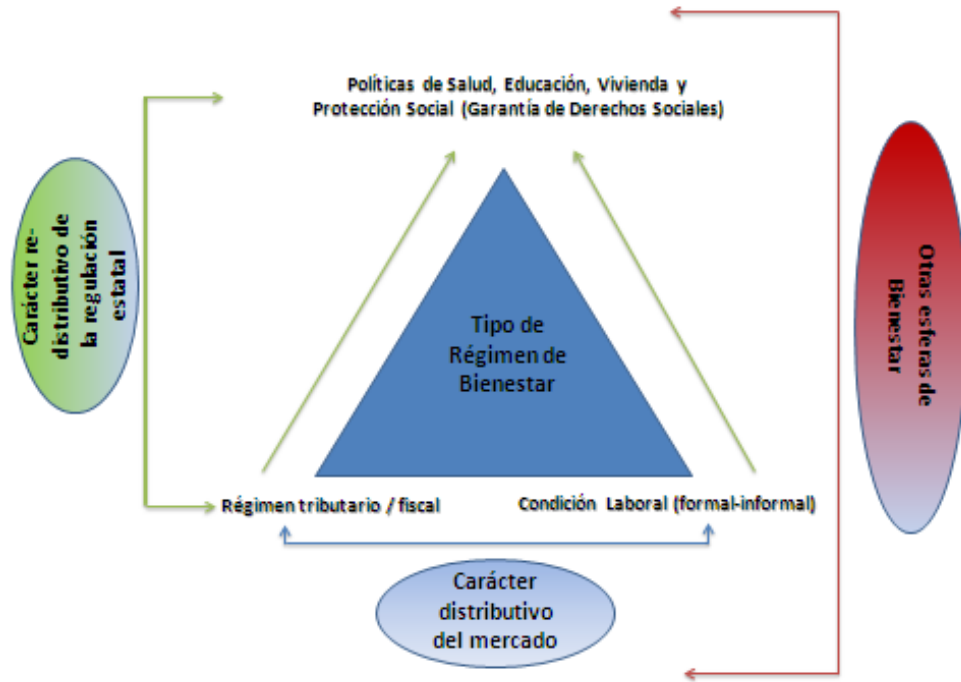 Políticas de Salud, Educación, Vivienda y
Protección Social (Garantía de Derechos Sociales)
Carácter re-
distributivo de
la regulación
estatal
Tipo de
Régimen de
Bienestar
Otras esferas de
Bienestar
Régimen tributario / fiscal
Condición Laboral (formal-informal)
Carácter
distributivo
del mercado